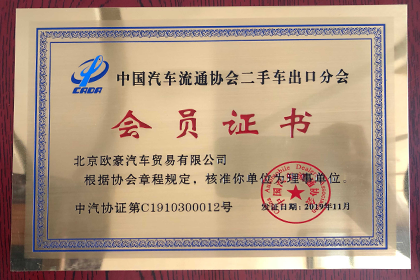 CADA
中国汽车流通协会二手车出口分会
会员证书
北京欧豪汽车贸易有限公司
根据协会章程规定，核准你单位为理事单位。
中汽协证第C1910300012号
发证日期：2019年11月